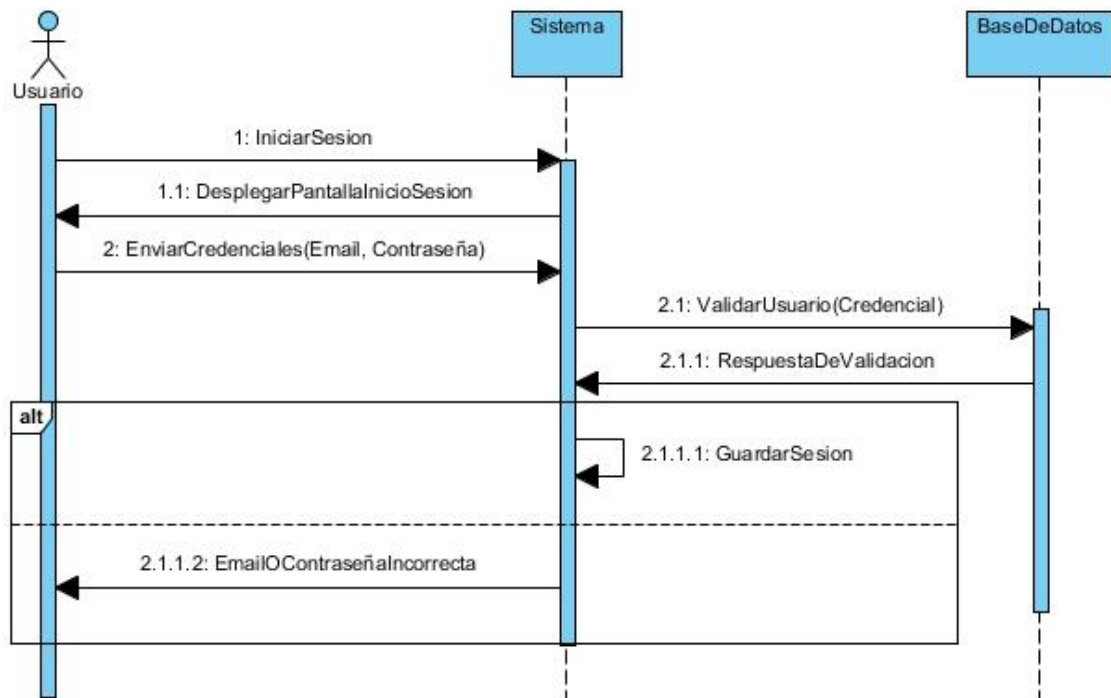 Sistema
BaseDeDatos
Usuario
1: IniciarSesion
1.1: DesplegarPantallaInicioSesion
2: EnviarCredenciales(Email, Contraseña)
2.1: ValidarUsuario(Credencial)
2.1.1: RespuestaDeValidacion
alt
2.1.1.1: GuardarSesion
2.1.1.2: EmailOContraseñaIncorrecta